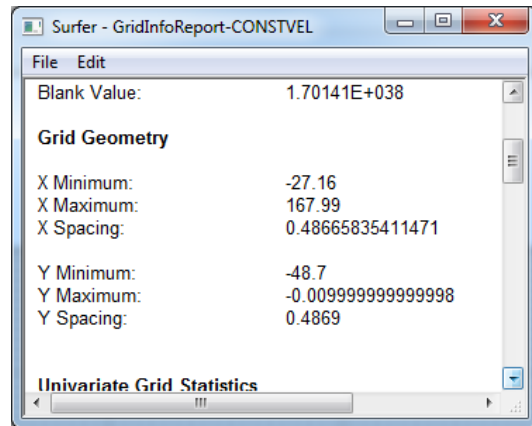 Surfer - GridInfoReport-CONSTVEL
File Edit
Blank Value: 1.70141E+038
Grid Geometry
X Minimum: -27.16
X Maximum: 167.99
X Spacing: 0.48665835411471
Y Minimum: -48.7
Y Maximum: -0.009999999999998
Y Spacing: 0.4869
Univariate Grid Statistics